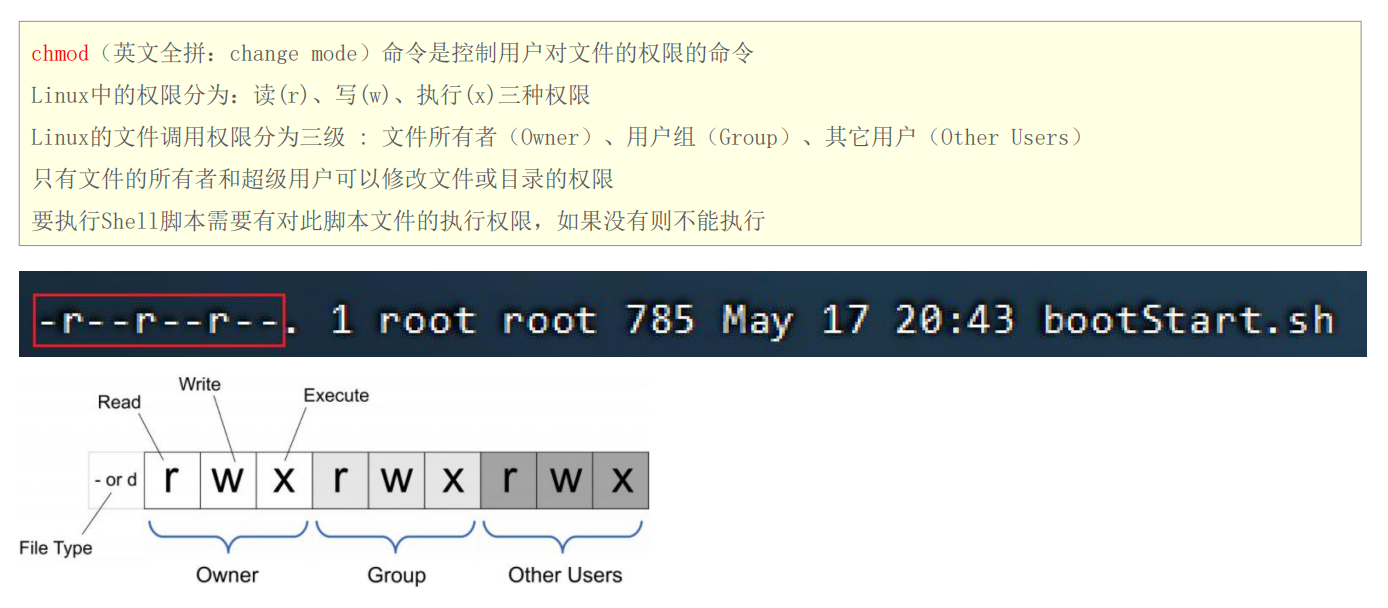 chmod（英文全拼：change mode）命令是控制用户对文件的权限的命令
Linux中的权限分为：读(r)、写(w)、执行(x)三种权限
Linux的文件调用权限分为三级 : 文件所有者（Owner）、用户组（Group）、其它用户（Other Users）
只有文件的所有者和超级用户可以修改文件或目录的权限
要执行Shell脚本需要有对此脚本文件的执行权限，如果没有则不能执行
-r--r--r--. 1 root root 785 May 17 20:43 bootStart.sh
Write
Read
Execute
- or d r w x r w x r w x
File Type
Owner Group Other Users